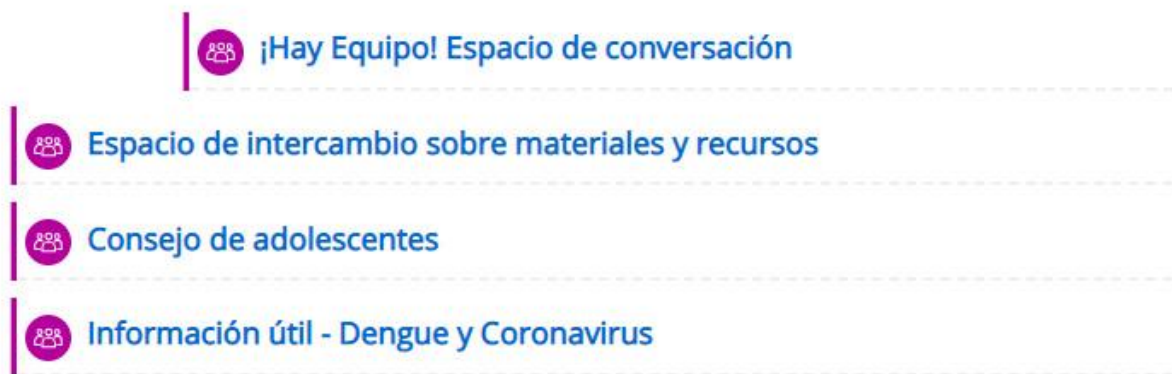 ¡Hay Equipo! Espacio de conversación
Espacio de intercambio sobre materiales y recursos
Consejo de adolescentes
Información útil - Dengue y Coronavirus